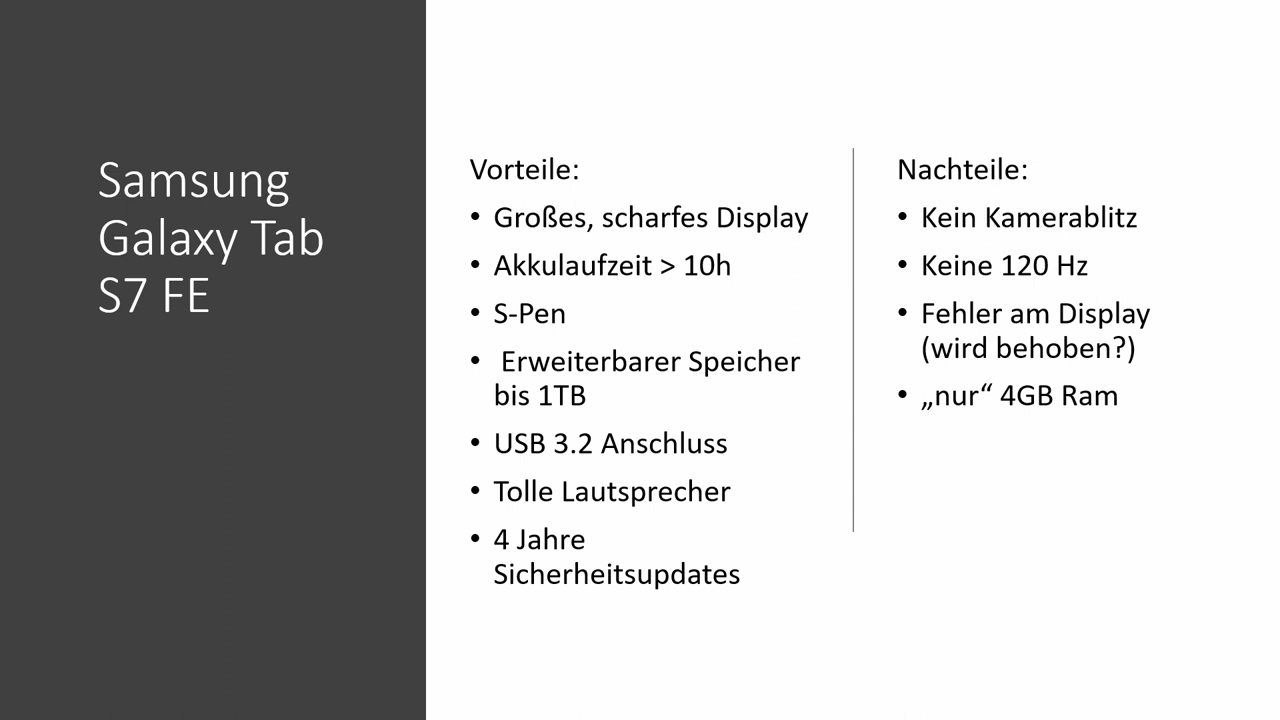 Samsung
Galaxy Tab
S7 FE
Vorteile:
• Großes, scharfes Display
• Akkulaufzeit > 10h
• S-Pen
• Erweiterbarer Speicher
bis 1TB
• USB 3.2 Anschluss
• Tolle Lautsprecher
• 4 Jahre
Sicherheitsupdates
Nachteile:
• Kein Kamerablitz
• Keine 120 Hz
• Fehler am Display
(wird behoben?)
• „nur“ 4GB Ram